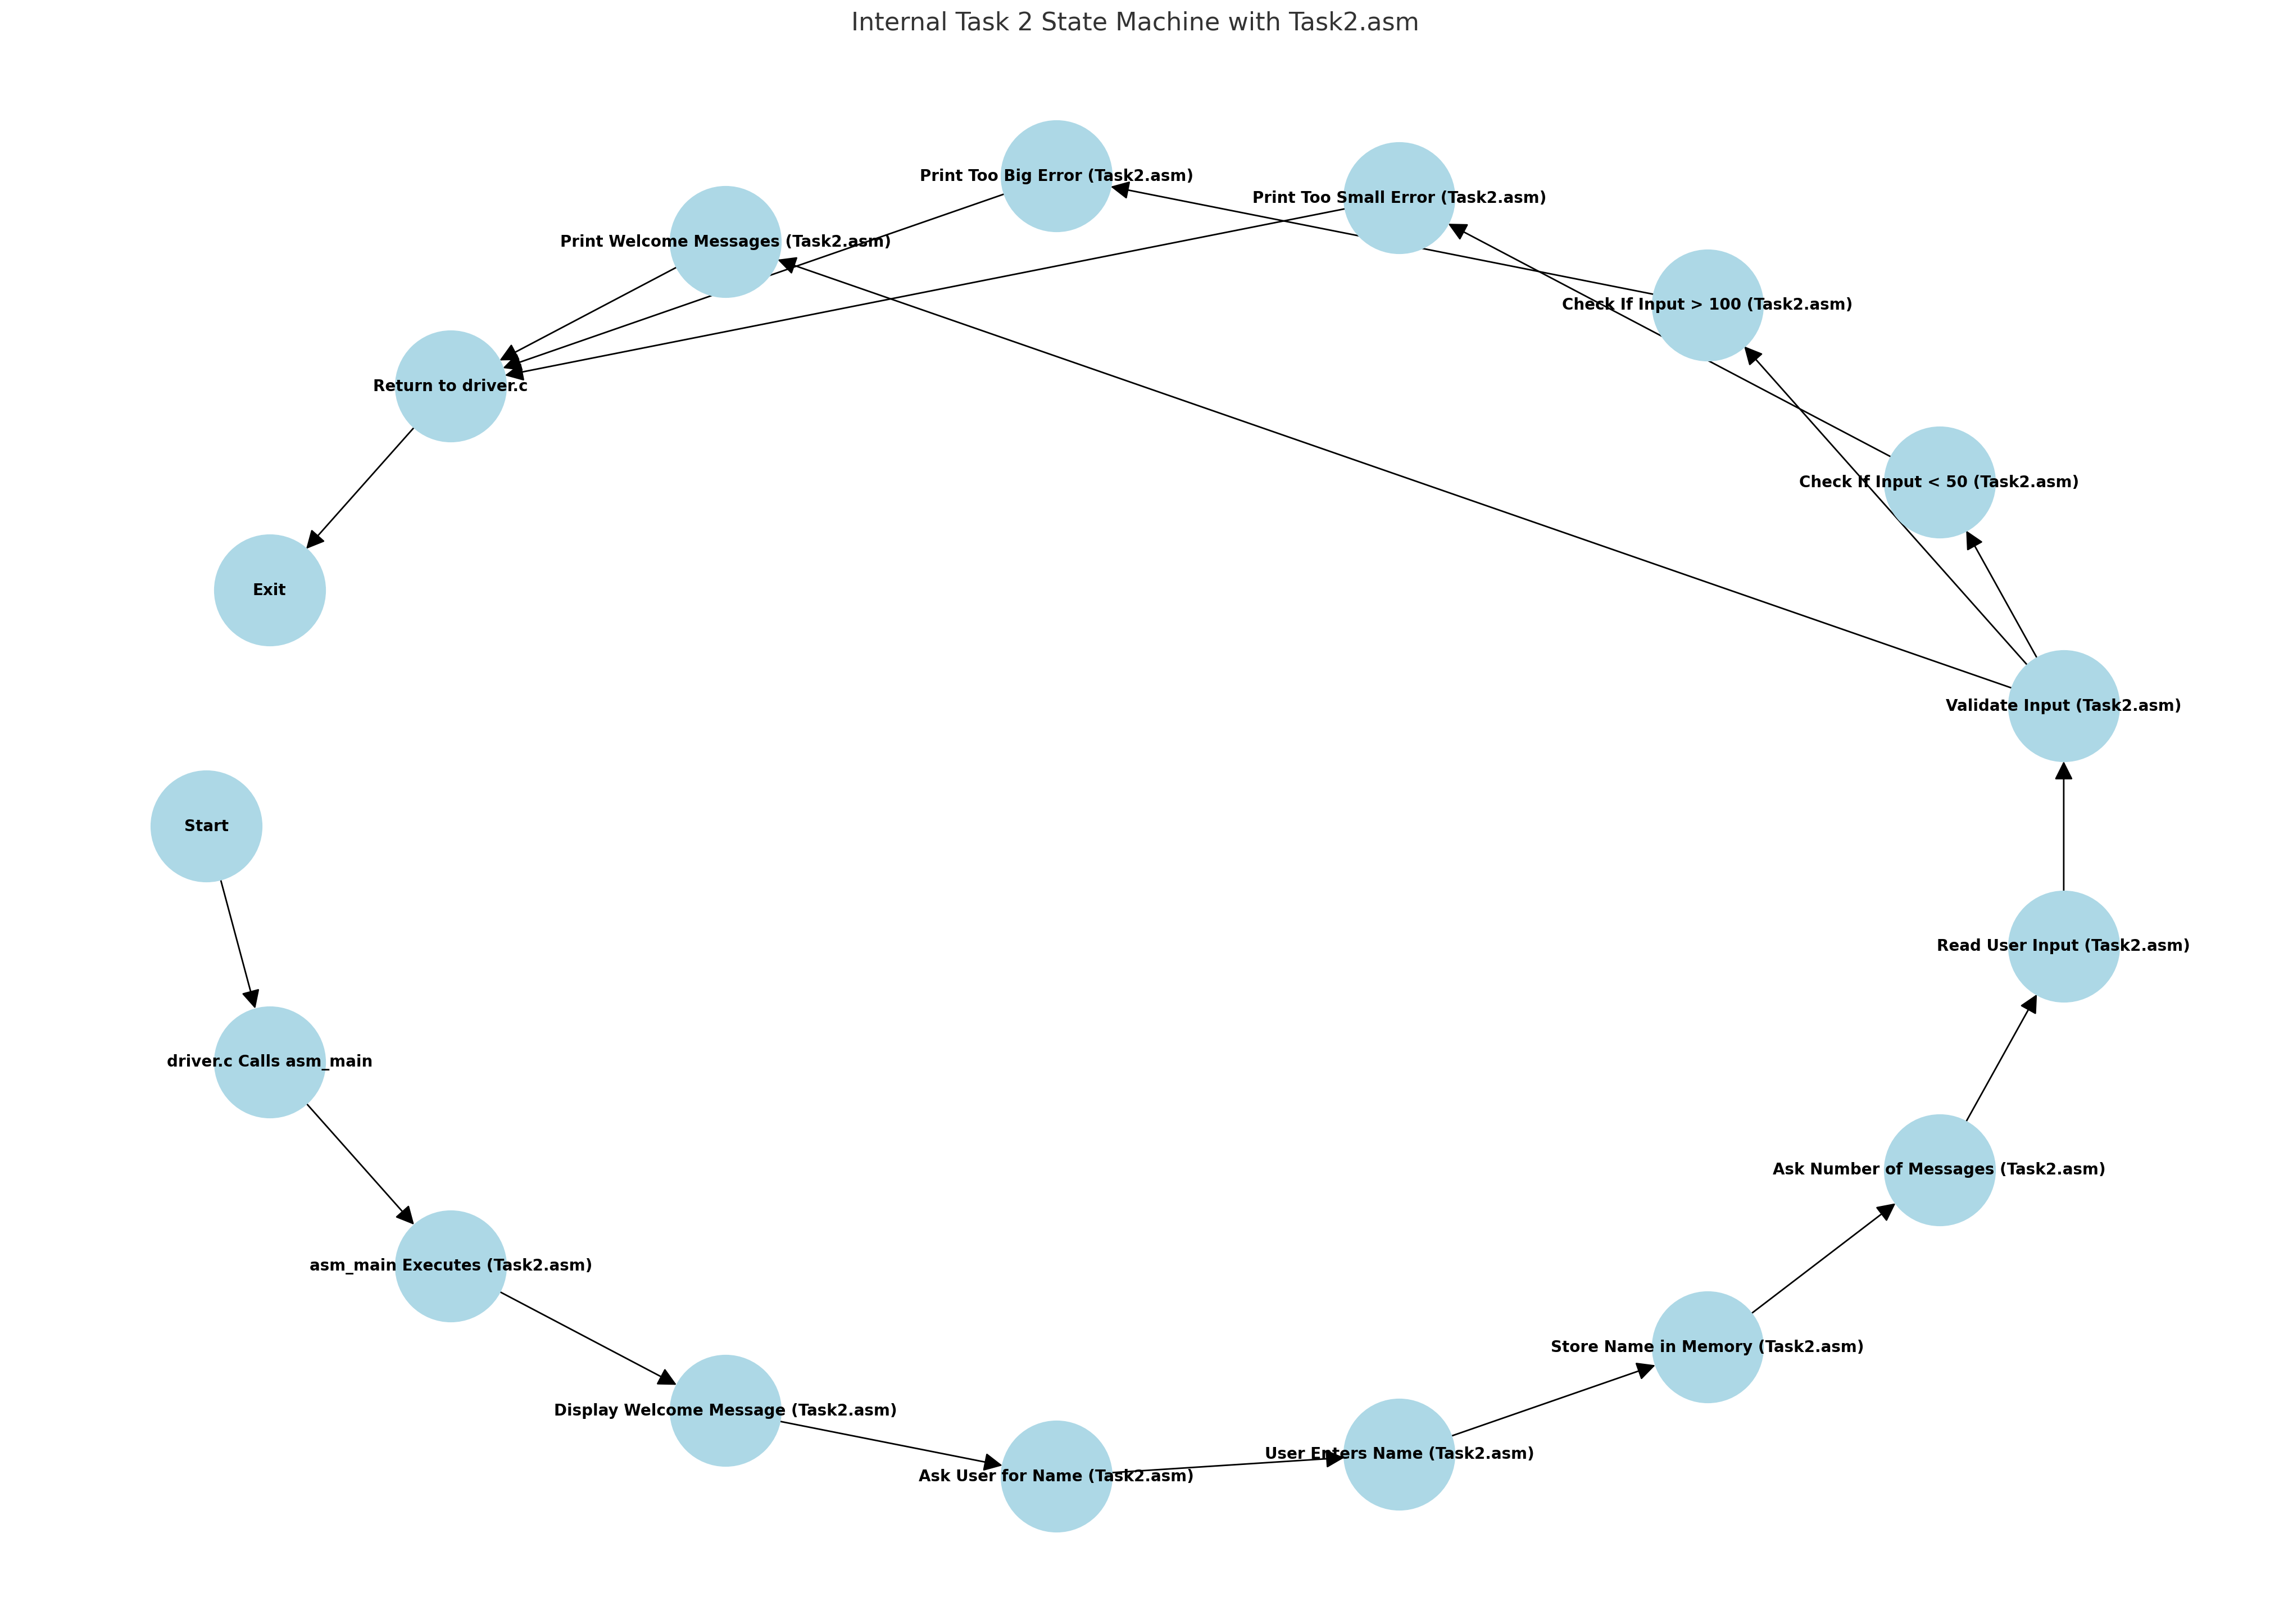 Internal Task 2 State Machine with Task2.asm
Print Too Big Error (Task2.asm)
Print Too Small Error (Task2.asm)
Print Welcome Messages (Task2.asm)
Check If Input > 100 (Task2.asm)
Return to driver.c
Check If Input < 50 (Task2.asm)
Exit
Validate Input (Task2.asm)
Start
Read User Input (Task2.asm)
driver.c Calls asm_main
Ask Number of Messages (Task2.asm)
asm_main Executes (Task2.asm)
Store Name in Memory (Task2.asm)
Display Welcome Message (Task2.asm)
User Enters Name (Task2.asm)
Ask User for Name (Task2.asm)